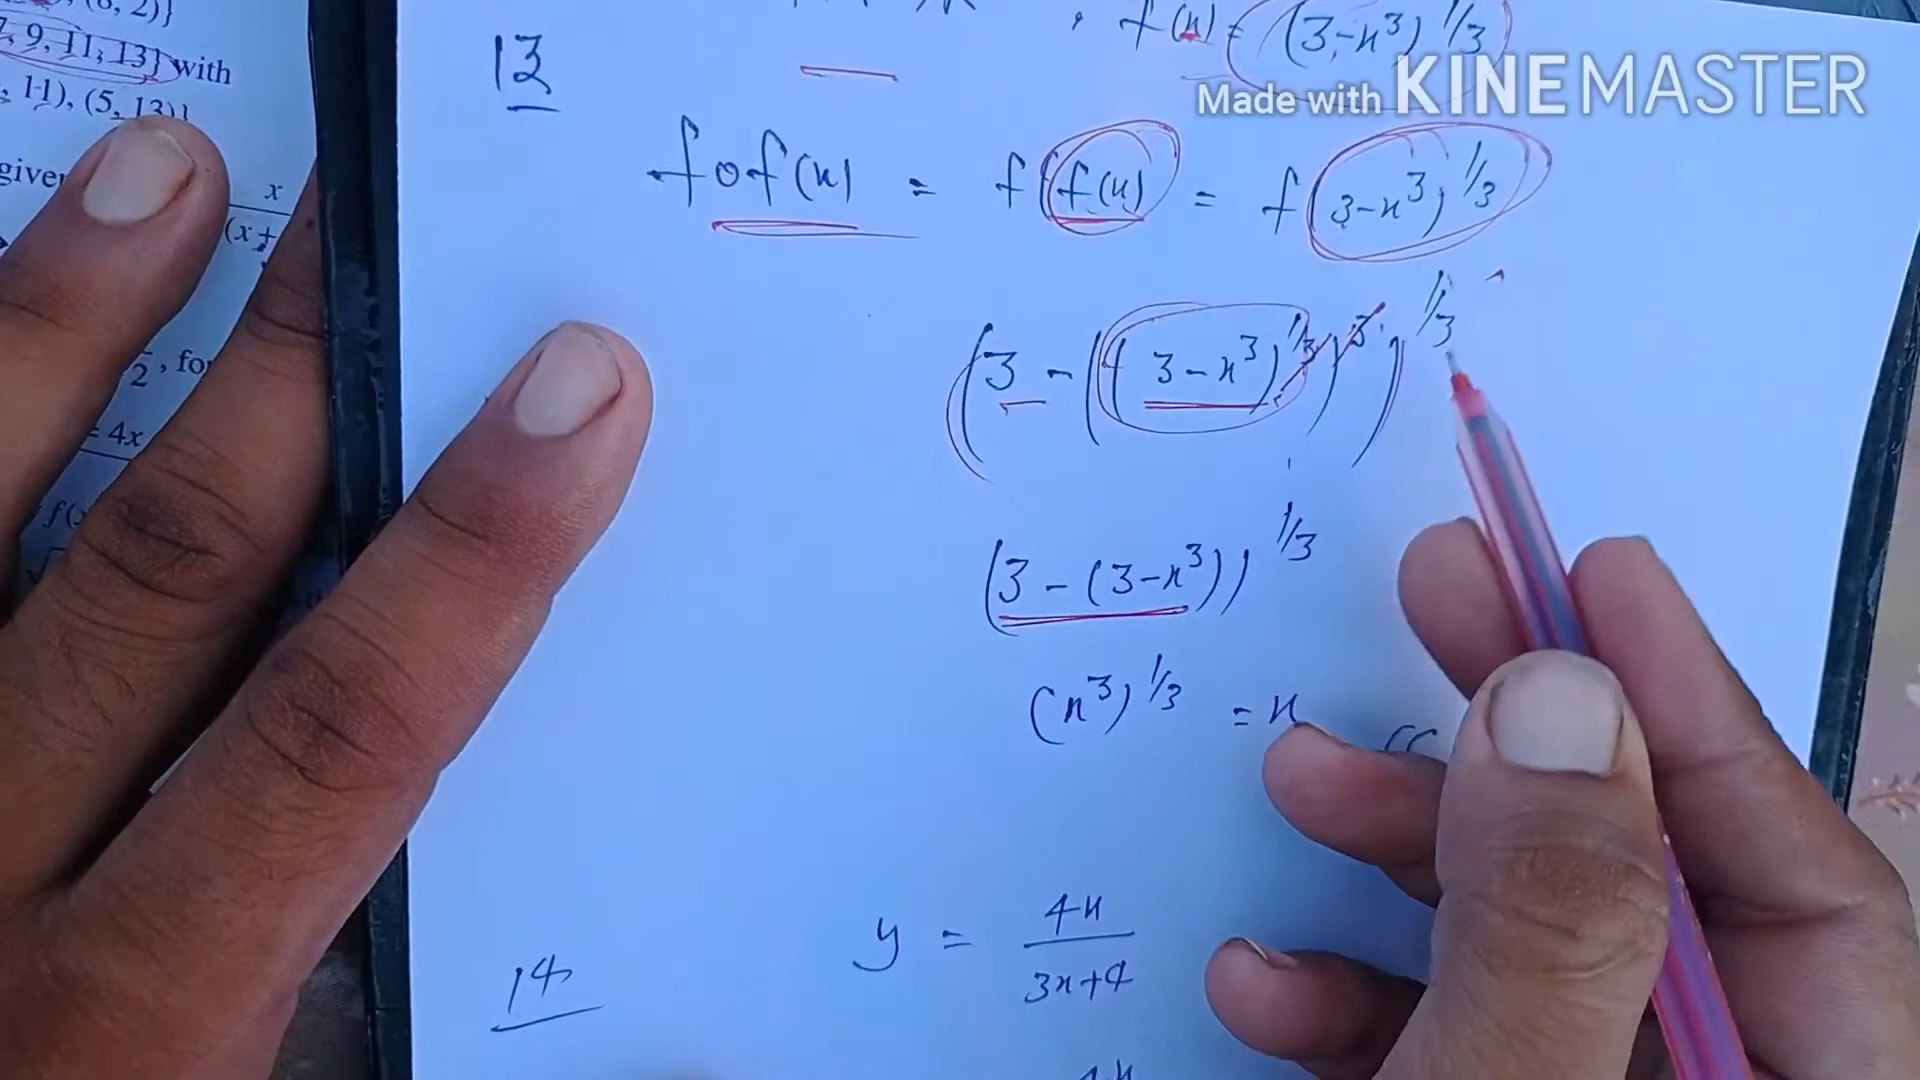 (6, 2)}
7, 9, 11, 13} with
11), (5, 13)}
given
x
(x+
2, for
= 4x
f(x
13
f(x) = (3-x³)^1/3
Made with KINEMASTER
fof(x) = f(f(x)) = f(3-x³)^1/3
(3-((3-x³)^1/3)^3)^1/3
(3-(3-x³))^1/3
(x³)^1/3 = x
14
y = 4x/3x+4
4x